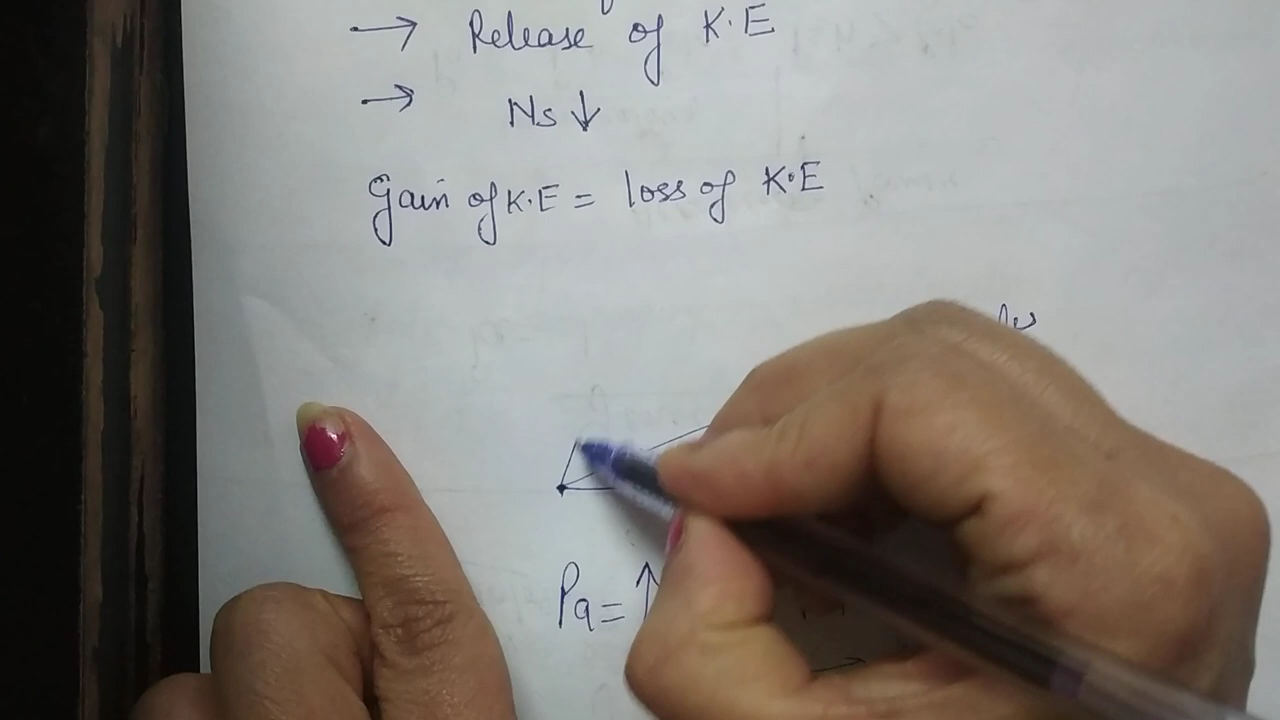 → Release of K.E
→ Ns ↓
Gain of K.E = loss of K.E
Pa = ↑